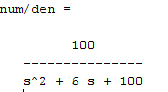 num/den =
100
---------------
s^2 + 6 s + 100